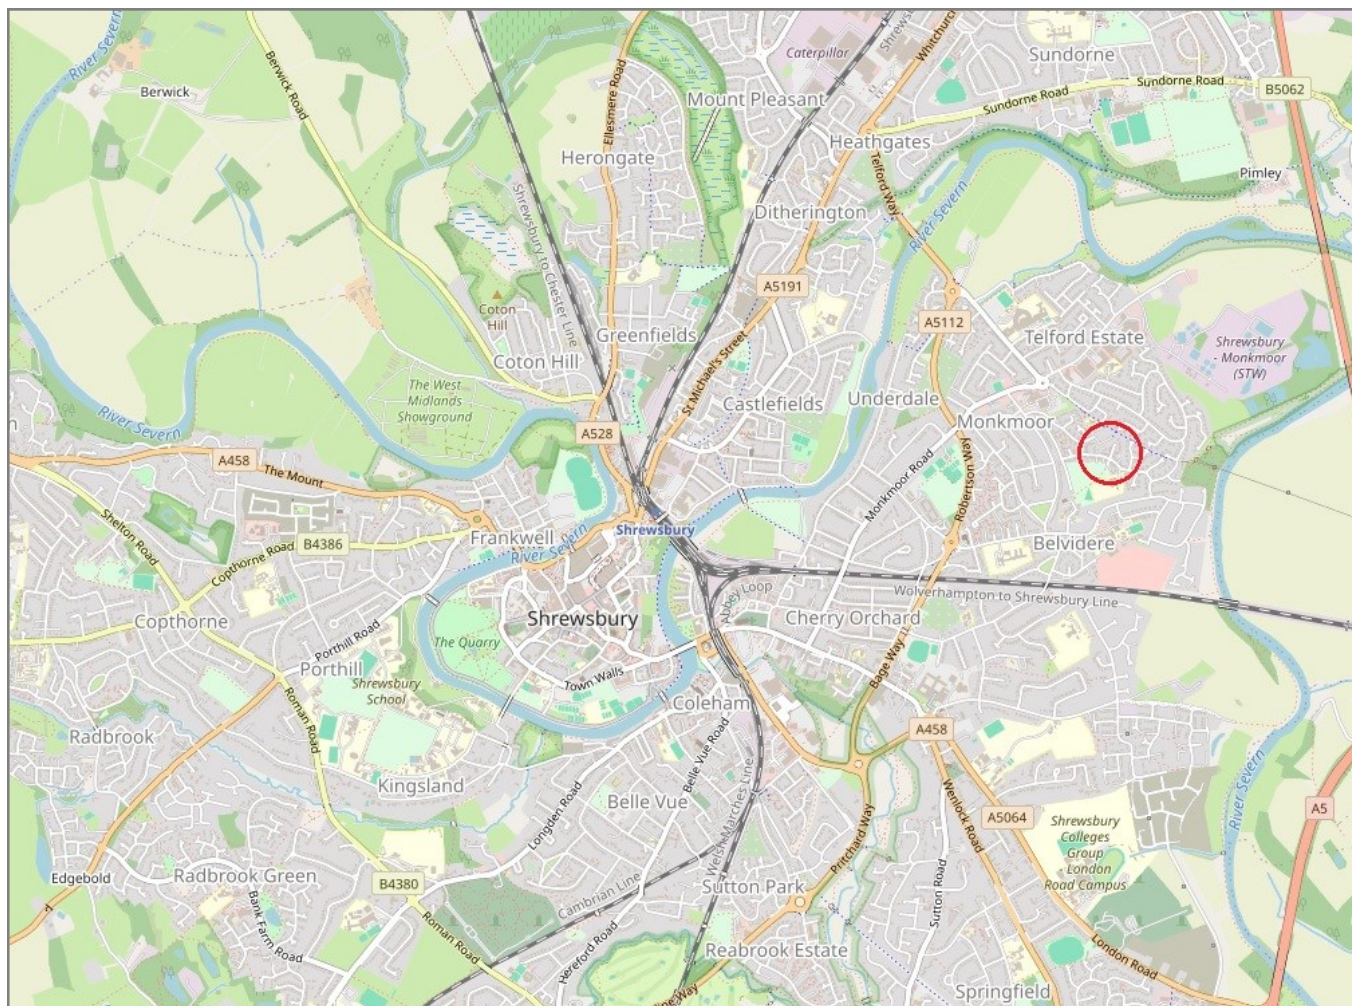 River Severn
Berwick
Berwick Road
Ellesmere Road
Caterpillar
Shrewsb
Whitchurch
Sundorne
Sundorne Road
Sundorne Road
B5062
Mount Pleasant
Heathgates
Herongate
Telford Way
Pimley
Shrewsbury to Chester Line
Ditherington
River Severn
Coton
Hill
A5191
Greenfields
A5112
Telford Estate
Shrewsbury
- Monkmoor
(STW)
Coton Hill
St Michael's Street
The West
Midlands
Showground
Castlefields
Underdale
Monkmoor
River Severn
n
A528
A458
The Mount
Monkmoor Road
Robertson Way
Shelton Road
Copthorne Road
B4386
Frankwell
River Severn
Shrewsbury
Belvidere
Abbey Loop
Wolverhampton to Shrewsbury Line
Copthorne
Shrewsbury
Cherry Orchard
The Quarry
Porthill Road
Porthill
Shrewsbury
School
Town Walls
Bage Way
Roman Road
Coleham
A458
Radbrook
Kingsland
Belle Vue Road
Belle Vue
Longden Road
Welsh Marches Line
Pritchard Way
Wenlock Road
A5064
Shrewsbury
Colleges
Group
London
Road Campus
River Severn
A5
Edgebold
Radbrook Green
B4380
Bank Farm Road
Roman Road
Cambrian Line
Hereford Road
Sutton Park
Sutton Road
Reabrook Estate
London Road
Springfield
ne Way